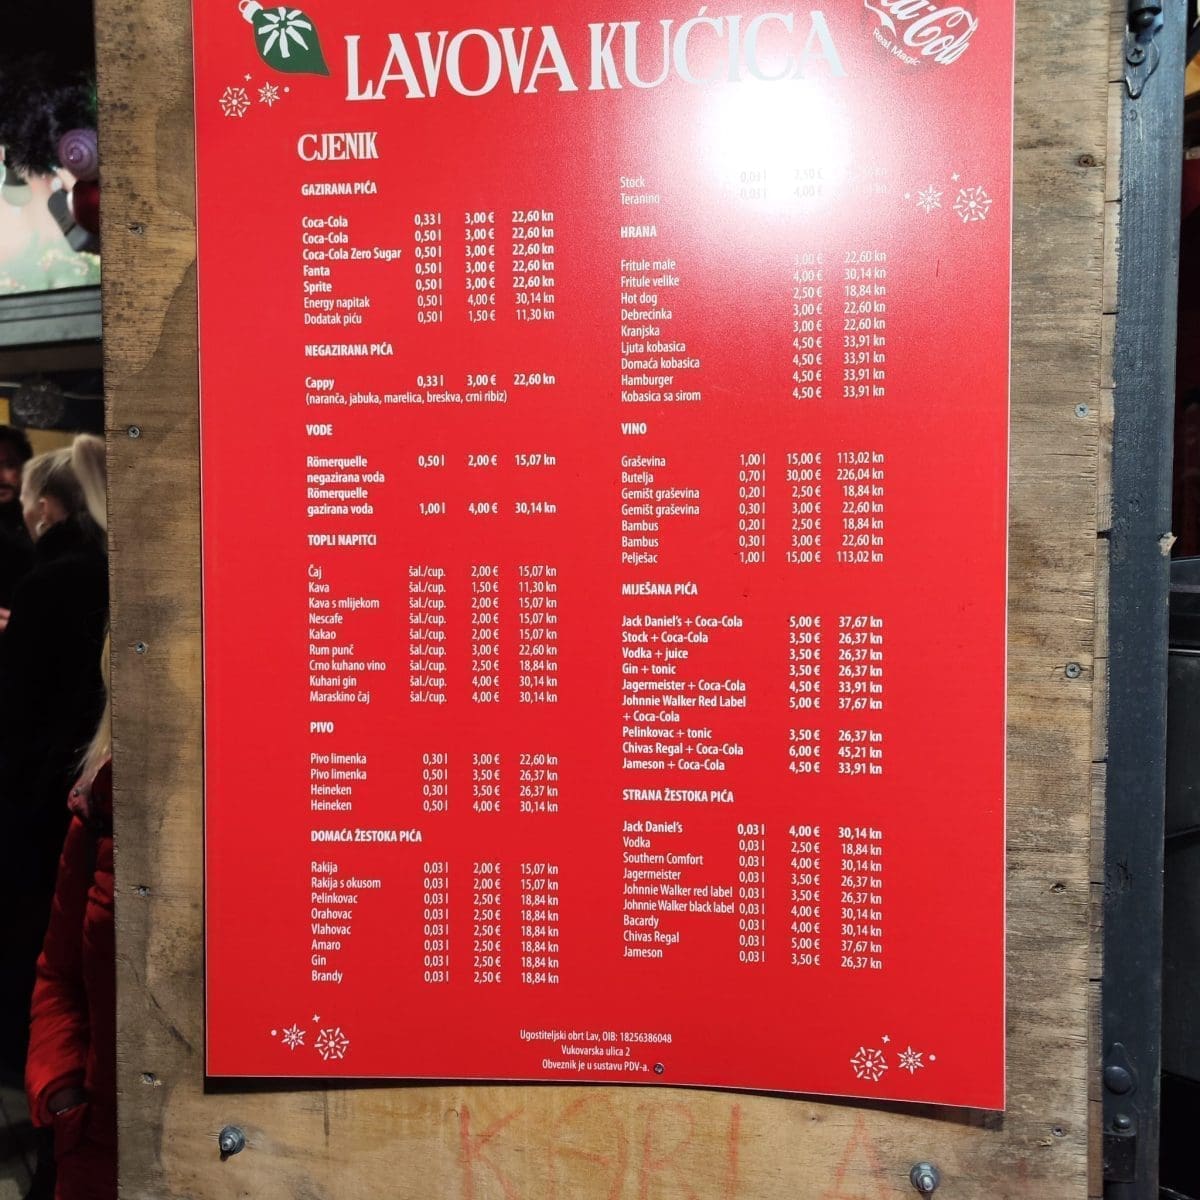 LAVOVA KUĆICA
Coca-Cola
Real Magic
CJENIK
GAZIRANA PIĆA
Coca-Cola 0,33 l 3,00 € 22,60 kn
Coca-Cola 0,50 l 3,00 € 22,60 kn
Coca-Cola Zero Sugar 0,50 l 3,00 € 22,60 kn
Fanta 0,50 l 3,00 € 22,60 kn
Sprite 0,50 l 3,00 € 22,60 kn
Energy napitak 0,50 l 4,00 € 30,14 kn
Dodatak piću 0,50 l 1,50 € 11,30 kn
NEGAZIRANA PIĆA
Cappy 0,33 l 3,00 € 22,60 kn
(naranča, jabuka, marelica, breskva, crni ribiz)
VODE
Römerquelle 0,50 l 2,00 € 15,07 kn
negazirana voda
Römerquelle
gazirana voda 1,00 l 4,00 € 30,14 kn
TOPLI NAPITCI
Čaj šal./cup. 2,00 € 15,07 kn
Kava šal./cup. 1,50 € 11,30 kn
Kava s mlijekom šal./cup. 2,00 € 15,07 kn
Nescafe šal./cup. 2,00 € 15,07 kn
Kakao šal./cup. 2,00 € 15,07 kn
Rum punč šal./cup. 3,00 € 22,60 kn
Crno kuhano vino šal./cup. 2,50 € 18,84 kn
Kuhani gin šal./cup. 4,00 € 30,14 kn
Maraskino čaj šal./cup. 4,00 € 30,14 kn
PIVO
Pivo limenka 0,30 l 3,00 € 22,60 kn
Pivo limenka 0,50 l 3,50 € 26,37 kn
Heineken 0,30 l 3,50 € 26,37 kn
Heineken 0,50 l 4,00 € 30,14 kn
DOMAĆA ŽESTOKA PIĆA
Rakija 0,03 l 2,00 € 15,07 kn
Rakija s okusom 0,03 l 2,00 € 15,07 kn
Pelinkovac 0,03 l 2,50 € 18,84 kn
Orahovac 0,03 l 2,50 € 18,84 kn
Vlahovac 0,03 l 2,50 € 18,84 kn
Amaro 0,03 l 2,50 € 18,84 kn
Gin 0,03 l 2,50 € 18,84 kn
Brandy 0,03 l 2,50 € 18,84 kn
Stock 0,03 l 2,50 €
Teranino 0,03 l 4,00 €
HRANA
Fritule male 3,00 € 22,60 kn
Fritule velike 4,00 € 30,14 kn
Hot dog 2,50 € 18,84 kn
Debrecinka 3,00 € 22,60 kn
Kranjska 3,00 € 22,60 kn
Ljuta kobasica 4,50 € 33,91 kn
Domaća kobasica 4,50 € 33,91 kn
Hamburger 4,50 € 33,91 kn
Kobasica sa sirom 4,50 € 33,91 kn
VINO
Graševina 1,00 l 15,00 € 113,02 kn
Butelja 0,70 l 30,00 € 226,04 kn
Gemišt graševina 0,20 l 2,50 € 18,84 kn
Gemišt graševina 0,30 l 3,00 € 22,60 kn
Bambus 0,20 l 2,50 € 18,84 kn
Bambus 0,30 l 3,00 € 22,60 kn
Pelješac 1,00 l 15,00 € 113,02 kn
MIJEŠANA PIĆA
Jack Daniel's + Coca-Cola 5,00 € 37,67 kn
Stock + Coca-Cola 3,50 € 26,37 kn
Vodka + juice 3,50 € 26,37 kn
Gin + tonic 3,50 € 26,37 kn
Jagermeister + Coca-Cola 4,50 € 33,91 kn
Johnnie Walker Red Label 5,00 € 37,67 kn
+ Coca-Cola
Pelinkovac + tonic 3,50 € 26,37 kn
Chivas Regal + Coca-Cola 6,00 € 45,21 kn
Jameson + Coca-Cola 4,50 € 33,91 kn
STRANA ŽESTOKA PIĆA
Jack Daniel's 0,03 l 4,00 € 30,14 kn
Vodka 0,03 l 2,50 € 18,84 kn
Southern Comfort 0,03 l 4,00 € 30,14 kn
Jagermeister 0,03 l 3,50 € 26,37 kn
Johnnie Walker red label 0,03 l 3,50 € 26,37 kn
Johnnie Walker black label 0,03 l 4,00 € 30,14 kn
Bacardy 0,03 l 4,00 € 30,14 kn
Chivas Regal 0,03 l 5,00 € 37,67 kn
Jameson 0,03 l 3,50 € 26,37 kn
Ugostiteljski obrt Lav, OIB: 18256386048
Vukovarska ulica 2
Obveznik je u sustavu PDV-a.